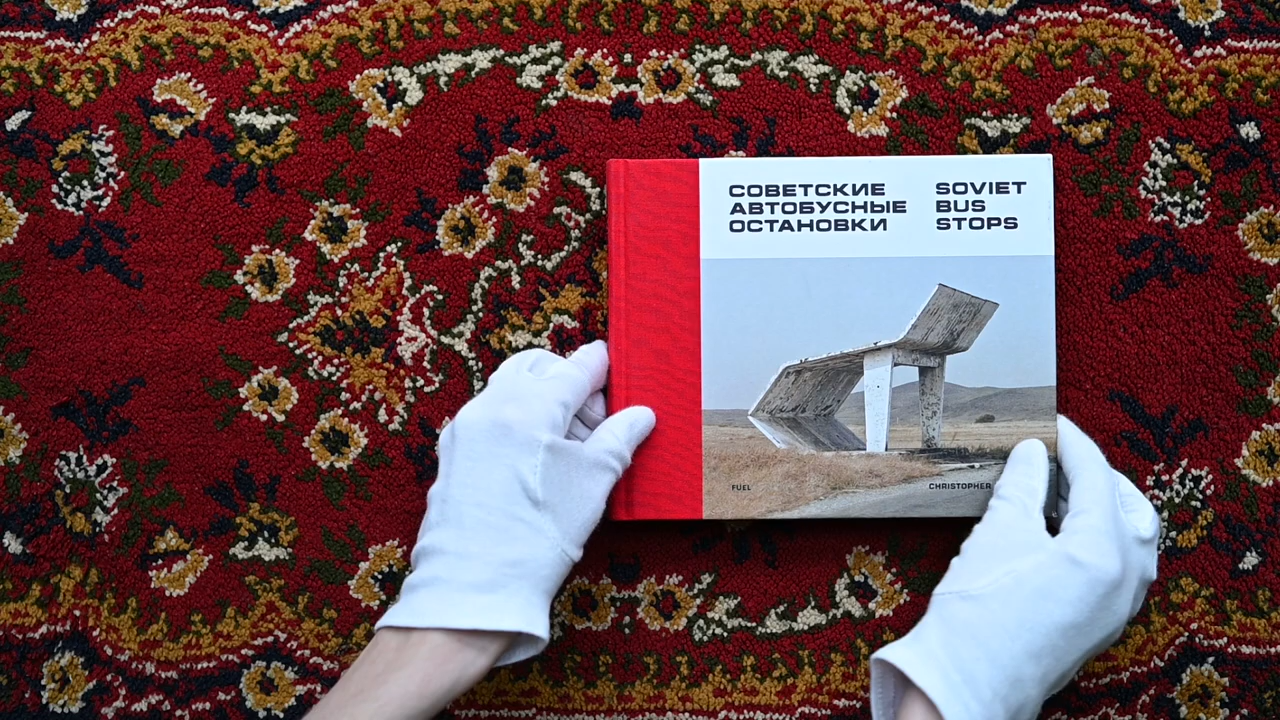 СОВЕТСКИЕ
АВТОБУСНЫЕ
ОСТАНОВКИ
SOVIET
BUS
STOPS
FUEL
CHRISTOPHER